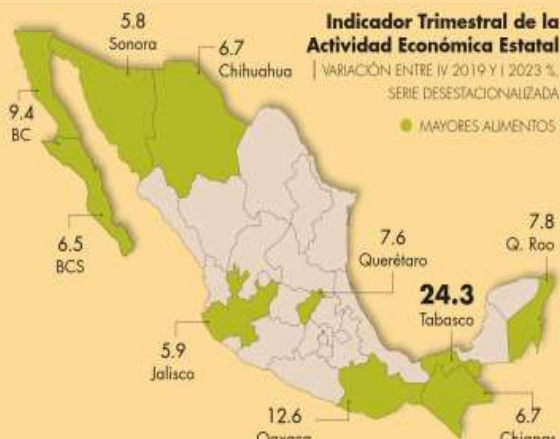 Indicador Trimestral de la
Actividad Económica Estatal
VARIACIÓN ENTRE IV 2019 Y I 2023 %,
SERIE DESESTACIONALIZADA
MAYORES AUMENTOS
5.8
Sonora
6.7
Chihuahua
9.4
BC
6.5
BCS
7.6
Querétaro
7.8
Q. Roo
24.3
Tabasco
5.9
Jalisco
12.6
Oaxaca
6.7
Chiapas